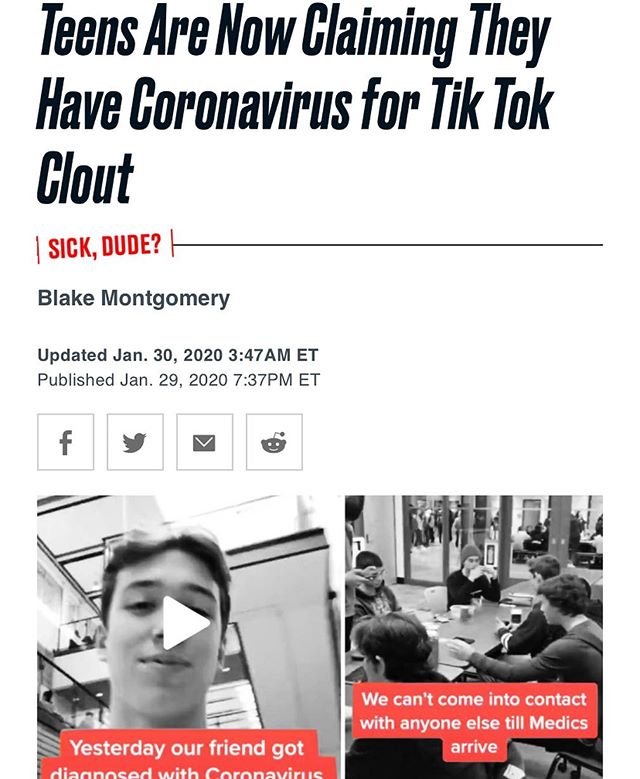 Teens Are Now Claiming They
Have Coronavirus for Tik Tok
Clout
SICK, DUDE?
Blake Montgomery
Updated Jan. 30, 2020 3:47AM ET
Published Jan. 29, 2020 7:37PM ET
Yesterday our friend got
diagnosed with Coronavirus
We can't come into contact
with anyone else till Medics
arrive